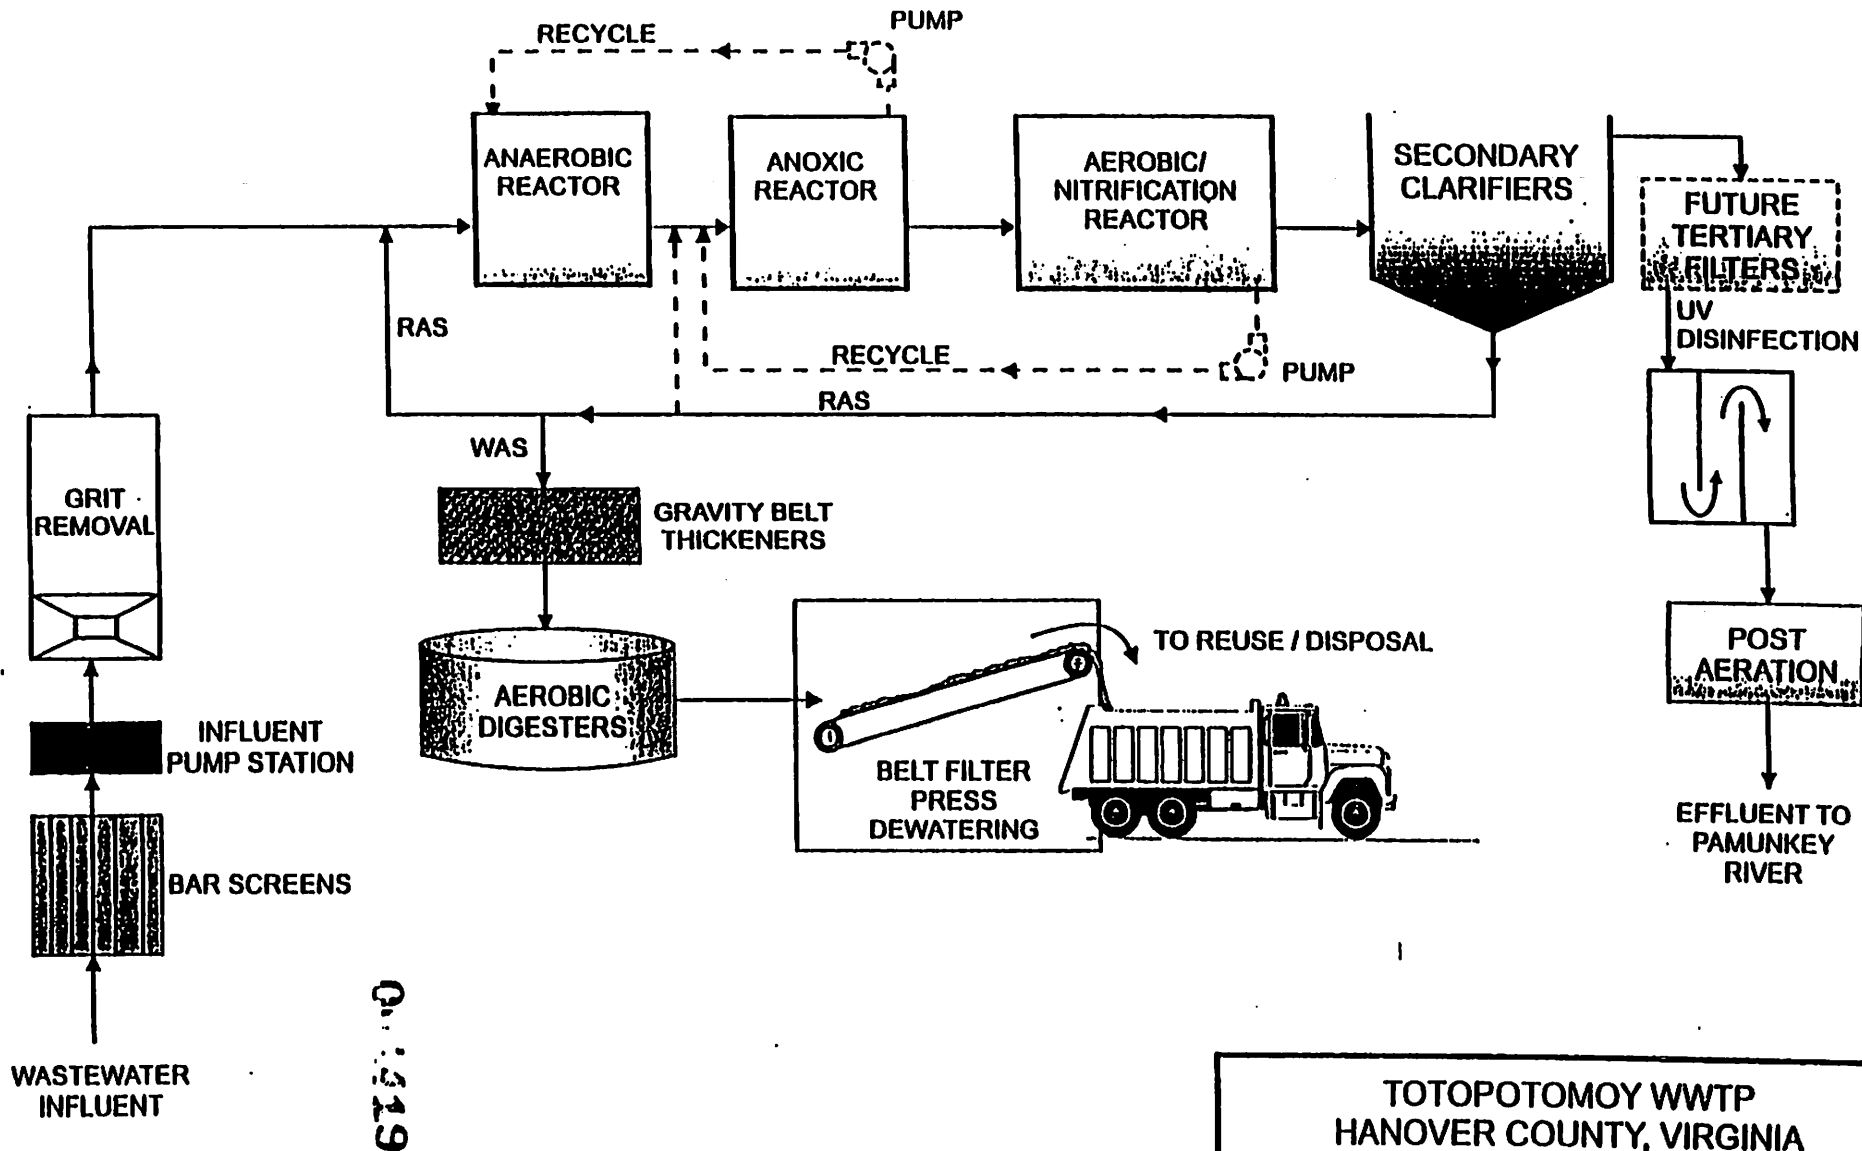 PUMP
RECYCLE
ANAEROBIC
REACTOR
ANOXIC
REACTOR
AEROBIC/
NITRIFICATION
REACTOR
SECONDARY
CLARIFIERS
FUTURE
TERTIARY
FILTERS
UV
DISINFECTION
RAS
RECYCLE
PUMP
RAS
WAS
GRIT
REMOVAL
GRAVITY BELT
THICKENERS
AEROBIC
DIGESTERS
TO REUSE / DISPOSAL
POST
AERATION
INFLUENT
PUMP STATION
BELT FILTER
PRESS
DEWATERING
EFFLUENT TO
PAMUNKEY
RIVER
BAR SCREENS
WASTEWATER
INFLUENT
TOTOPOTOMOY WWTP
HANOVER COUNTY, VIRGINIA